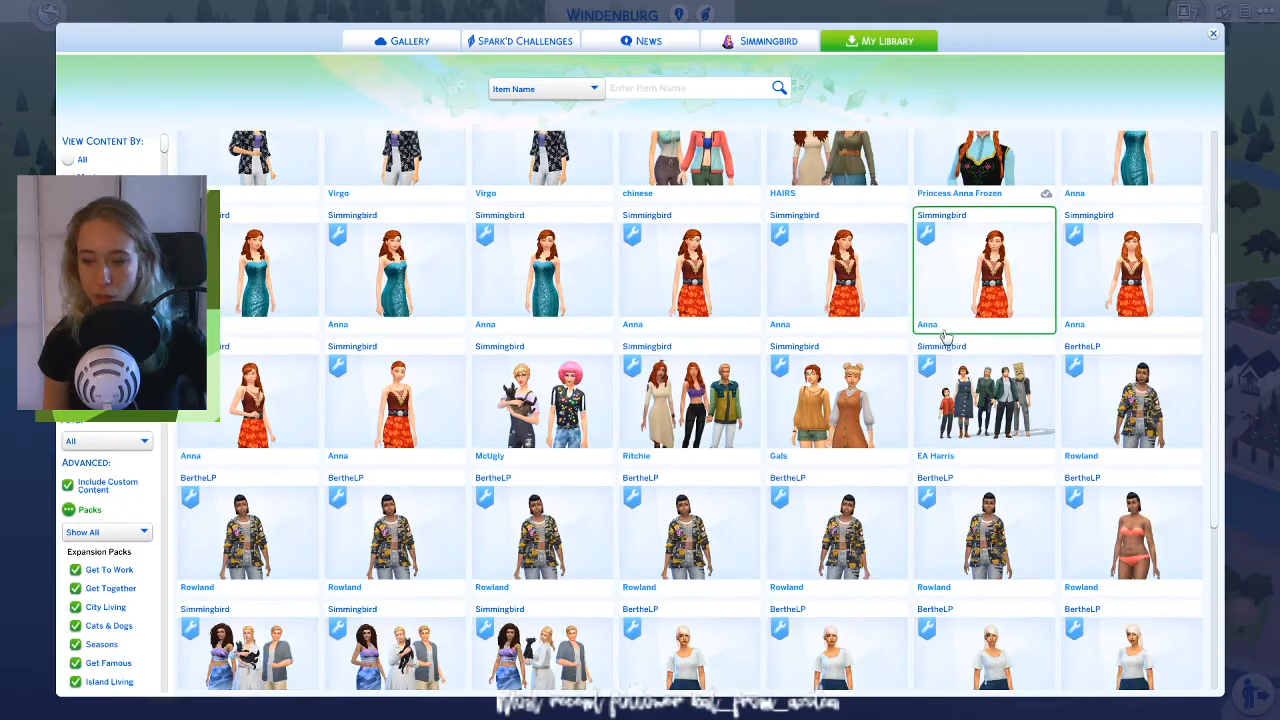 WINDENBURG
GALLERY SPARK'D CHALLENGES NEWS SIMMINGBIRD MY LIBRARY
Item Name Enter Item Name
VIEW CONTENT BY:
All
Virgo Virgo chinese HAIRS Princess Anna Frozen Anna
Simmingbird Simmingbird Simmingbird Simmingbird Simmingbird Simmingbird
Anna Anna Anna Anna Anna Anna
Simmingbird Simmingbird Simmingbird Simmingbird Simmingbird BertheLP
Anna Anna McUgly Ritchie Gals EA Harris Rowland
BertheLP BertheLP BertheLP BertheLP BertheLP BertheLP BertheLP
Rowland Rowland Rowland Rowland Rowland Rowland Rowland
Simmingbird Simmingbird Simmingbird BertheLP BertheLP BertheLP BertheLP
All
ADVANCED:
Include Custom
Content
Packs
Show All
Expansion Packs
Get To Work
Get Together
City Living
Cats & Dogs
Seasons
Get Famous
Island Living
Most recent follower